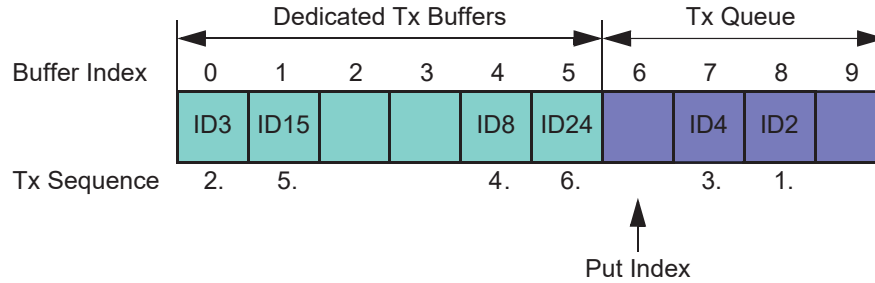 Dedicated Tx Buffers Tx Queue
Buffer Index 0 1 2 3 4 5 6 7 8 9
ID3 ID15 ID8 ID24 ID4 ID2
Tx Sequence 2. 5. 4. 6. 3. 1.
Put Index